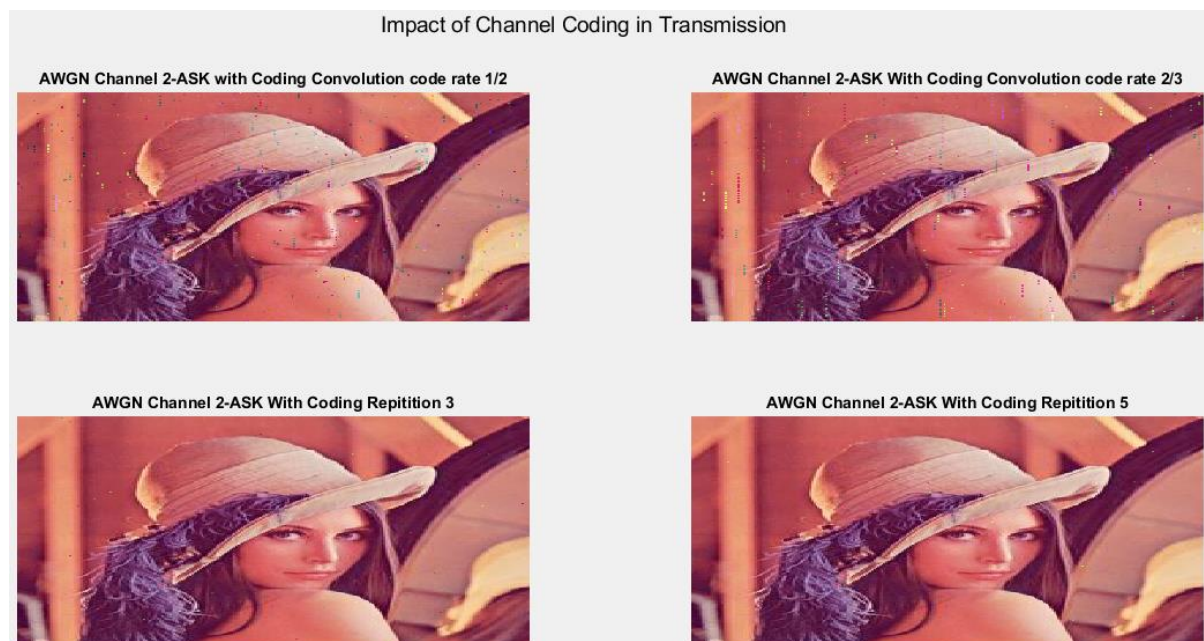 Impact of Channel Coding in Transmission
AWGN Channel 2-ASK with Coding Convolution code rate 1/2
AWGN Channel 2-ASK With Coding Convolution code rate 2/3
AWGN Channel 2-ASK With Coding Repitition 3
AWGN Channel 2-ASK With Coding Repitition 5